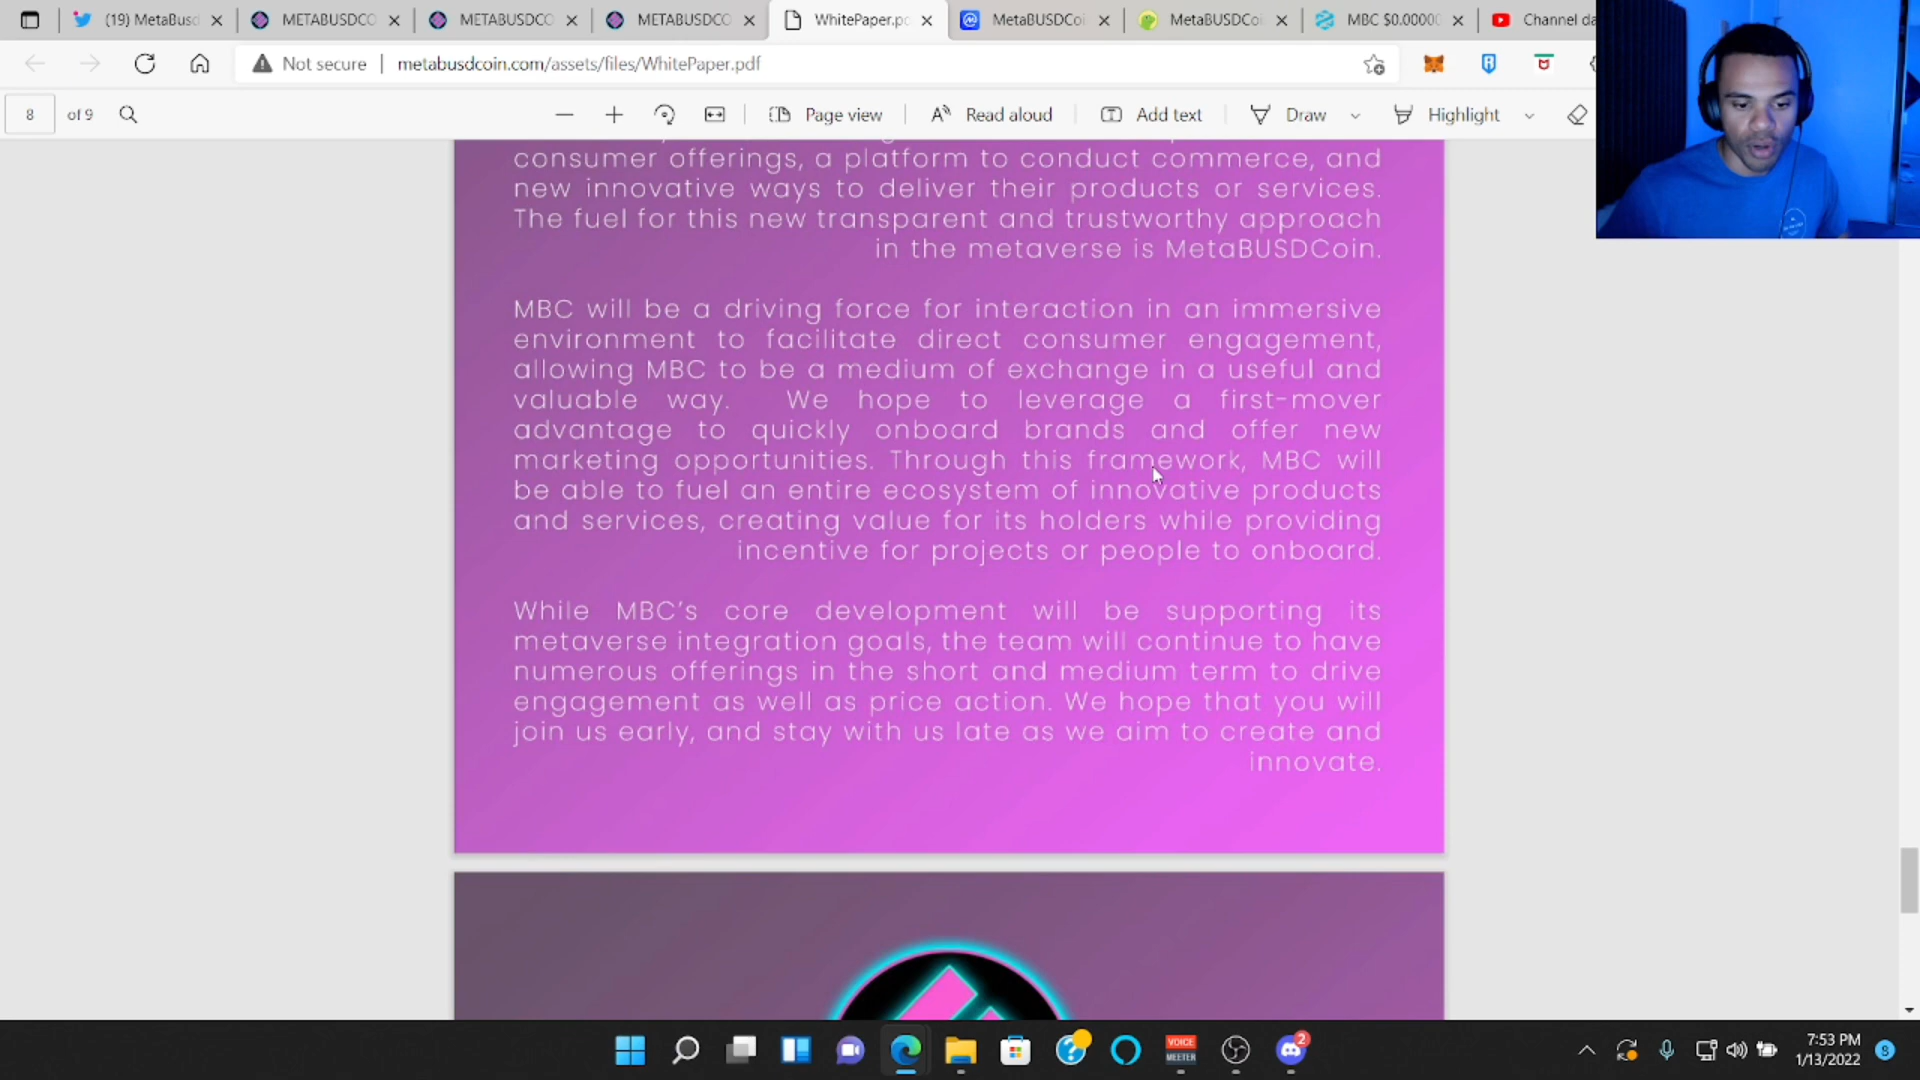 (19) MetaBusd
METABUSDCO
METABUSDCO
METABUSDCO
WhitePaper.pd
MetaBUSDCoi
MetaBUSDCoi
MBC $0.0000
Channel da
Not secure
metabusdcoin.com/assets/files/WhitePaper.pdf
8 of 9
Page view
Read aloud
Add text
Draw
Highlight
consumer offerings, a platform to conduct commerce, and
new innovative ways to deliver their products or services.
The fuel for this new transparent and trustworthy approach
in the metaverse is MetaBUSDCoin.
MBC will be a driving force for interaction in an immersive
environment to facilitate direct consumer engagement,
allowing MBC to be a medium of exchange in a useful and
valuable way. We hope to leverage a first-mover
advantage to quickly onboard brands and offer new
marketing opportunities. Through this framework, MBC will
be able to fuel an entire ecosystem of innovative products
and services, creating value for its holders while providing
incentive for projects or people to onboard.
While MBC's core development will be supporting its
metaverse integration goals, the team will continue to have
numerous offerings in the short and medium term to drive
engagement as well as price action. We hope that you will
join us early, and stay with us late as we aim to create and
innovate.
VOICE
MEETER
2
7:53 PM
1/13/2022
8